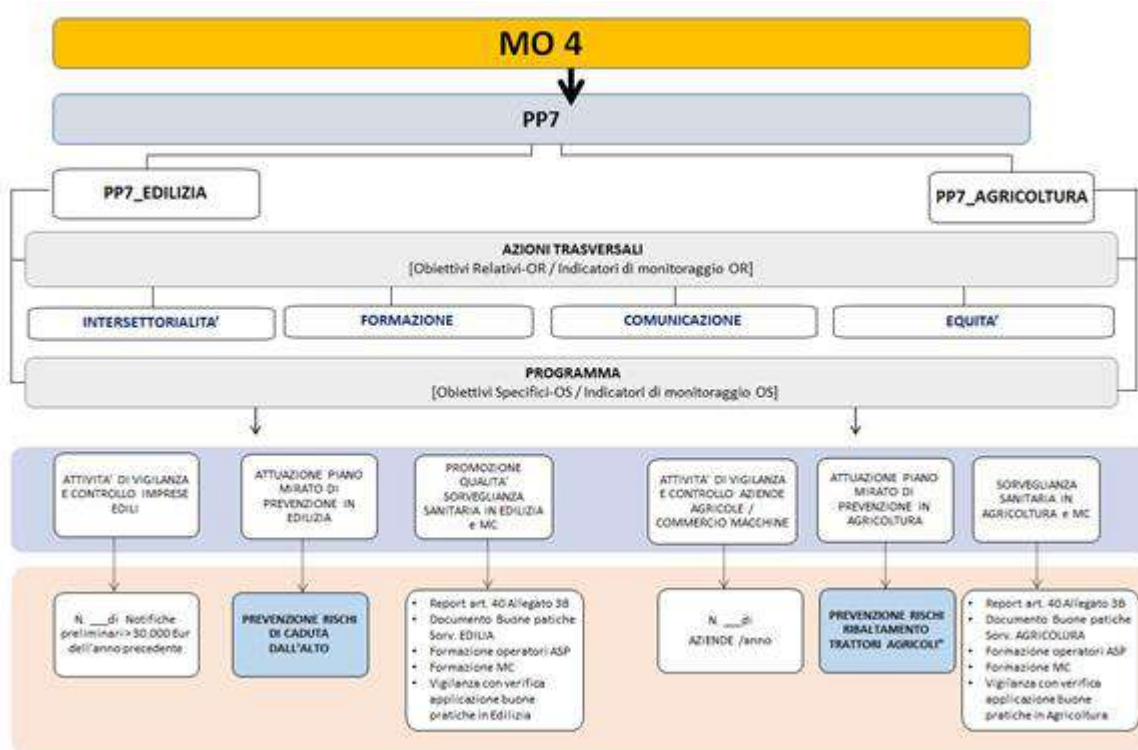 MO 4
PP7
PP7_EDILIZIA
PP7_AGRICOLTURA
AZIONI TRASVERSALI
[Obiettivi Relativi-OR / Indicatori di monitoraggio OR]
INTERSETTORIALITA'
FORMAZIONE
COMUNICAZIONE
EQUITA'
PROGRAMMA
[Obiettivi Specifici-OS / Indicatori di monitoraggio OS]
ATTIVITA' DI VIGILANZA
E CONTROLLO IMPRESE
EDILI
ATTUAZIONE PIANO
MIRATO DI
PREVENZIONE IN
EDILIZIA
PROMOZIONE
QUALITA'
SORVEGLIANZA
SANITARIA IN EDILIZIA
e MC
ATTIVITA' DI VIGILANZA
E CONTROLLO AZIENDE
AGRICOLE /
COMMERCIO MACCHINE
ATTUAZIONE PIANO
MIRATO DI
PREVENZIONE IN
AGRICOLTURA
SORVEGLIANZA
SANITARIA IN
AGRICOLTURA e MC
N. ___di Notifiche
preliminari > 30.000 Eur
dell'anno precedente
PREVENZIONE RISCHI
DI CADUTA
DALL'ALTO
• Report art. 40 Allegato 3B
• Documento Buone patiche
Sorv. EDILIA
• Formazione operatori ASP
• Formazione MC
• Vigilanza con verifica
applicazione buone
pratiche in Edilizia
N. ___di
AZIENDE /anno
PREVENZIONE RISCHI
RIBALTAMENTO
TRATTORI AGRICOLI"
• Report art. 40 Allegato 3B
• Documento Buone patiche
Sorv. AGRICOLURA
• Formazione operatori ASP
• Formazione MC
• Vigilanza con verifica
applicazione buone
pratiche in Agricoltura